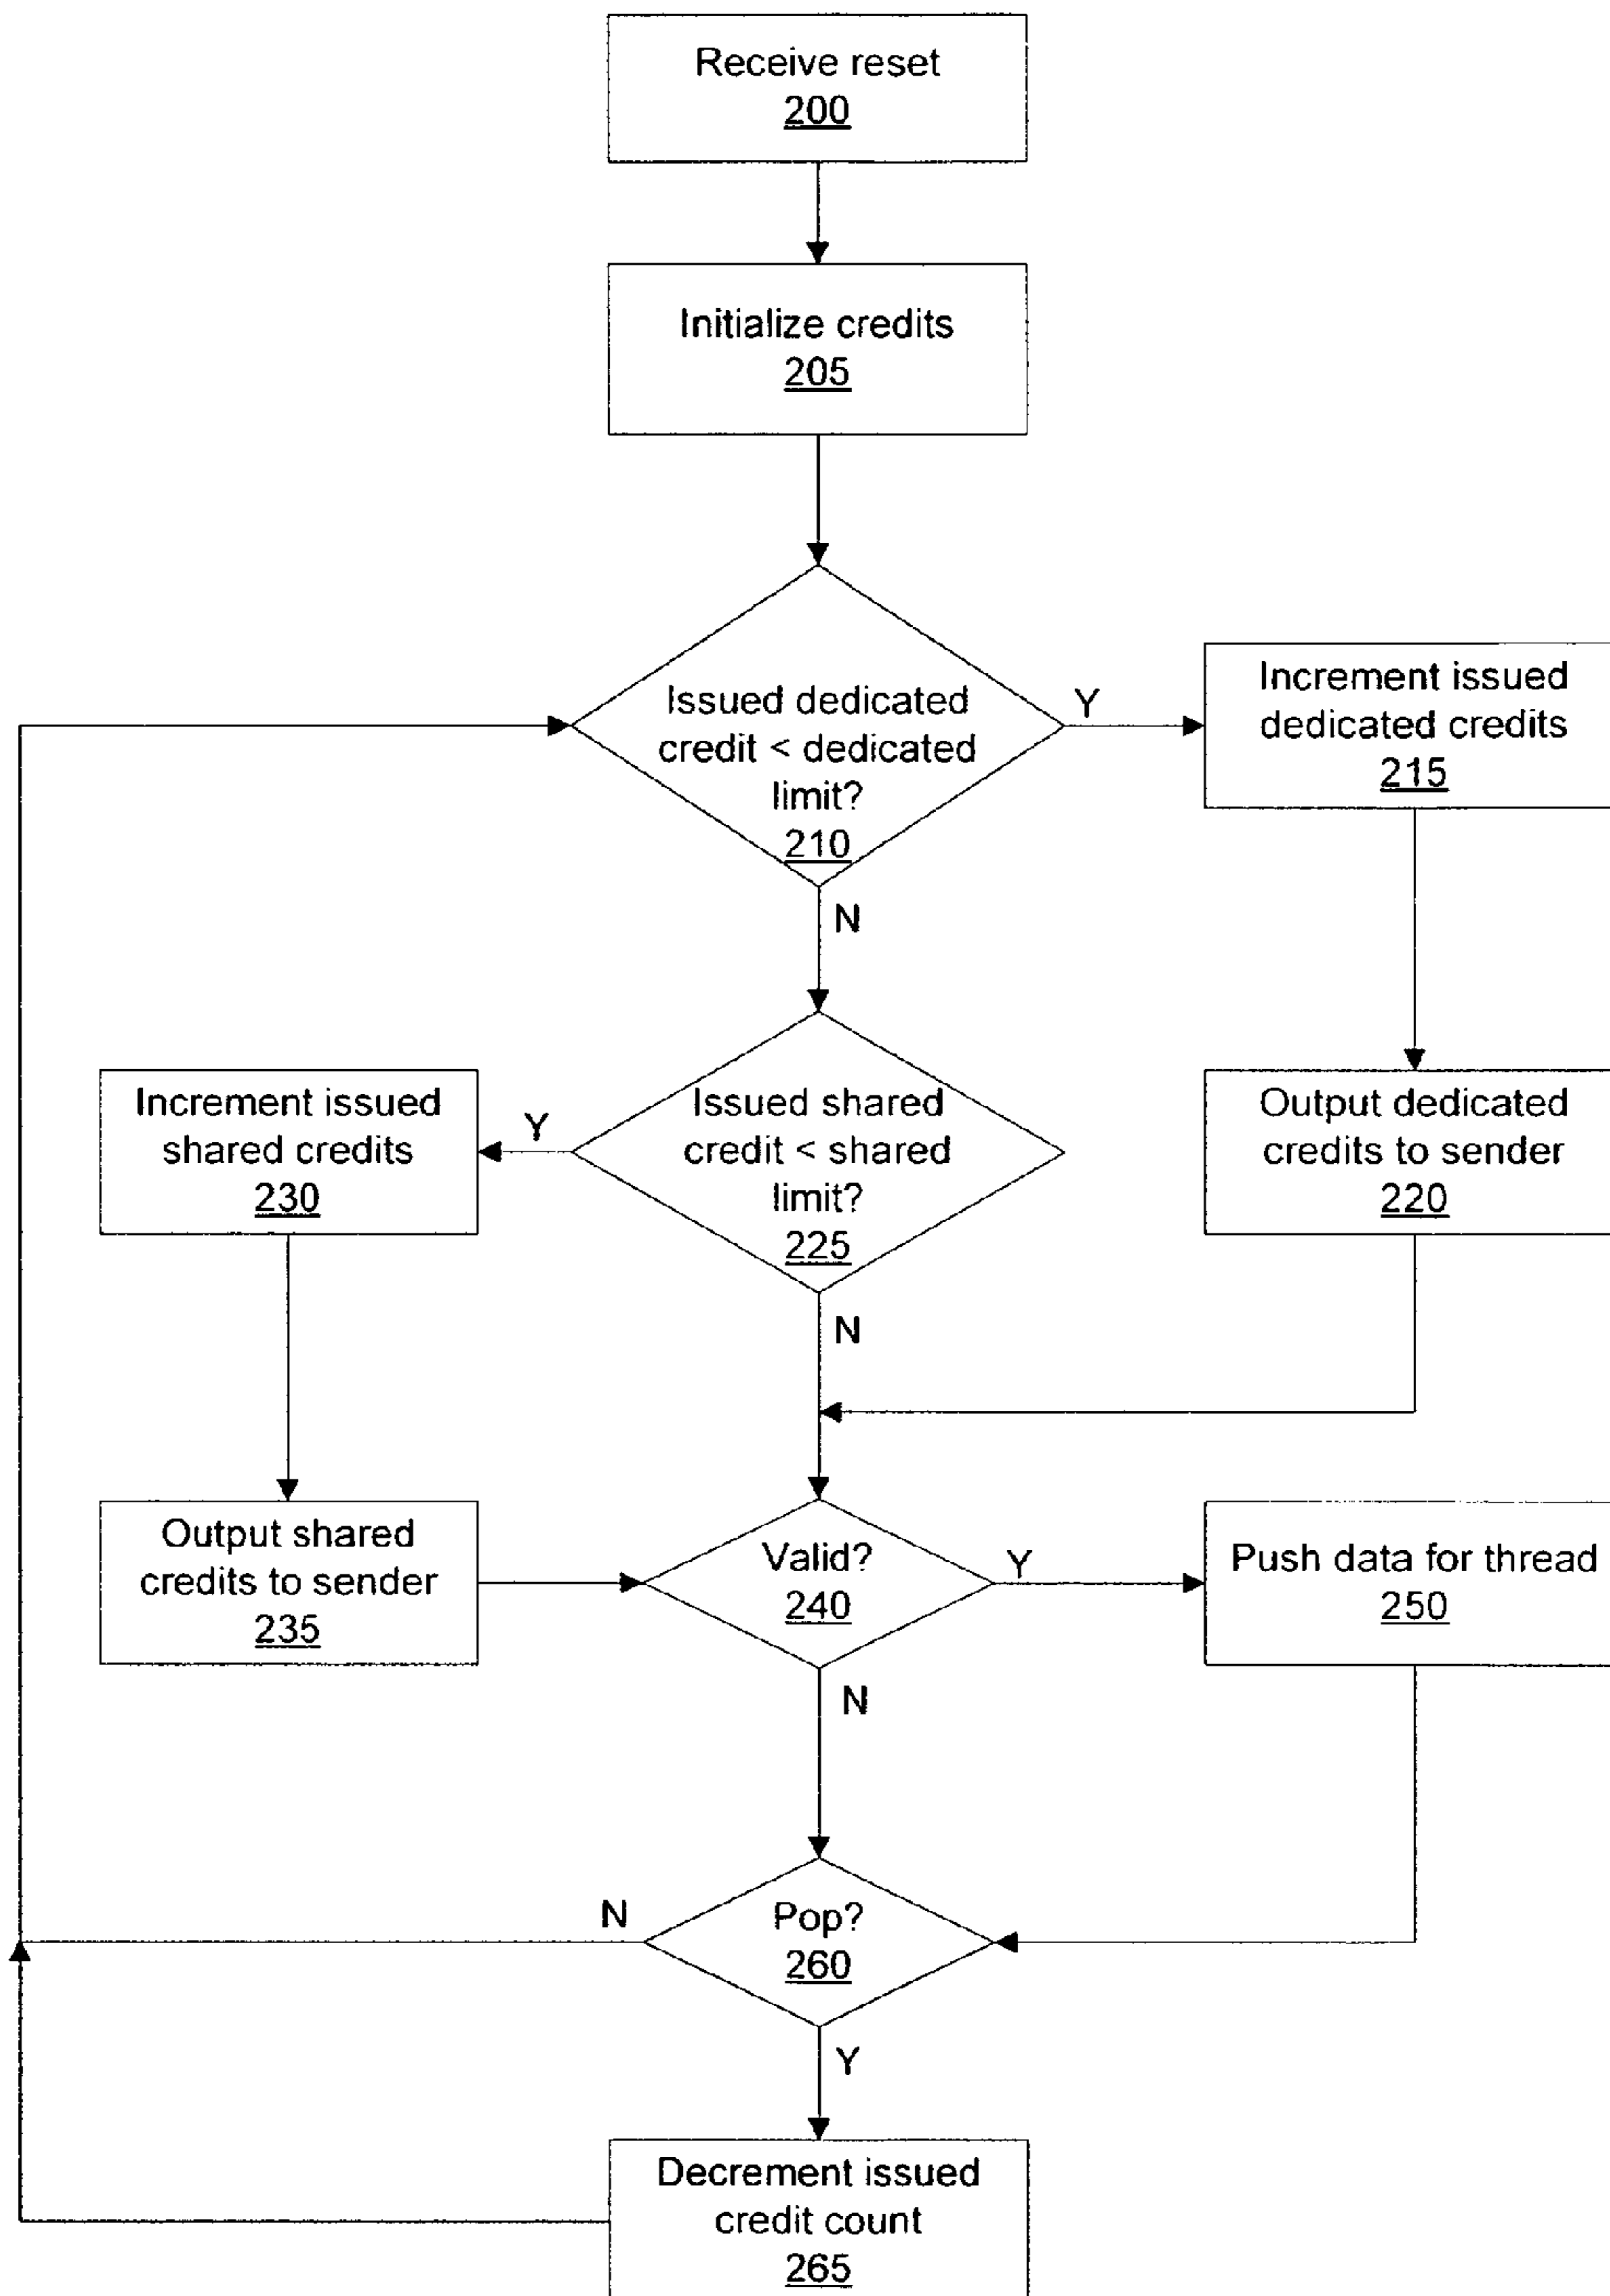 Receive reset
200
Initialize credits
205
Issued dedicated
credit < dedicated
limit?
210
Y
Increment issued
dedicated credits
215
N
Increment issued
shared credits
230
Y
Issued shared
credit < shared
limit?
225
Output dedicated
credits to sender
220
N
Output shared
credits to sender
235
Valid?
240
Y
Push data for thread
250
N
N
Pop?
260
Y
Decrement issued
credit count
265